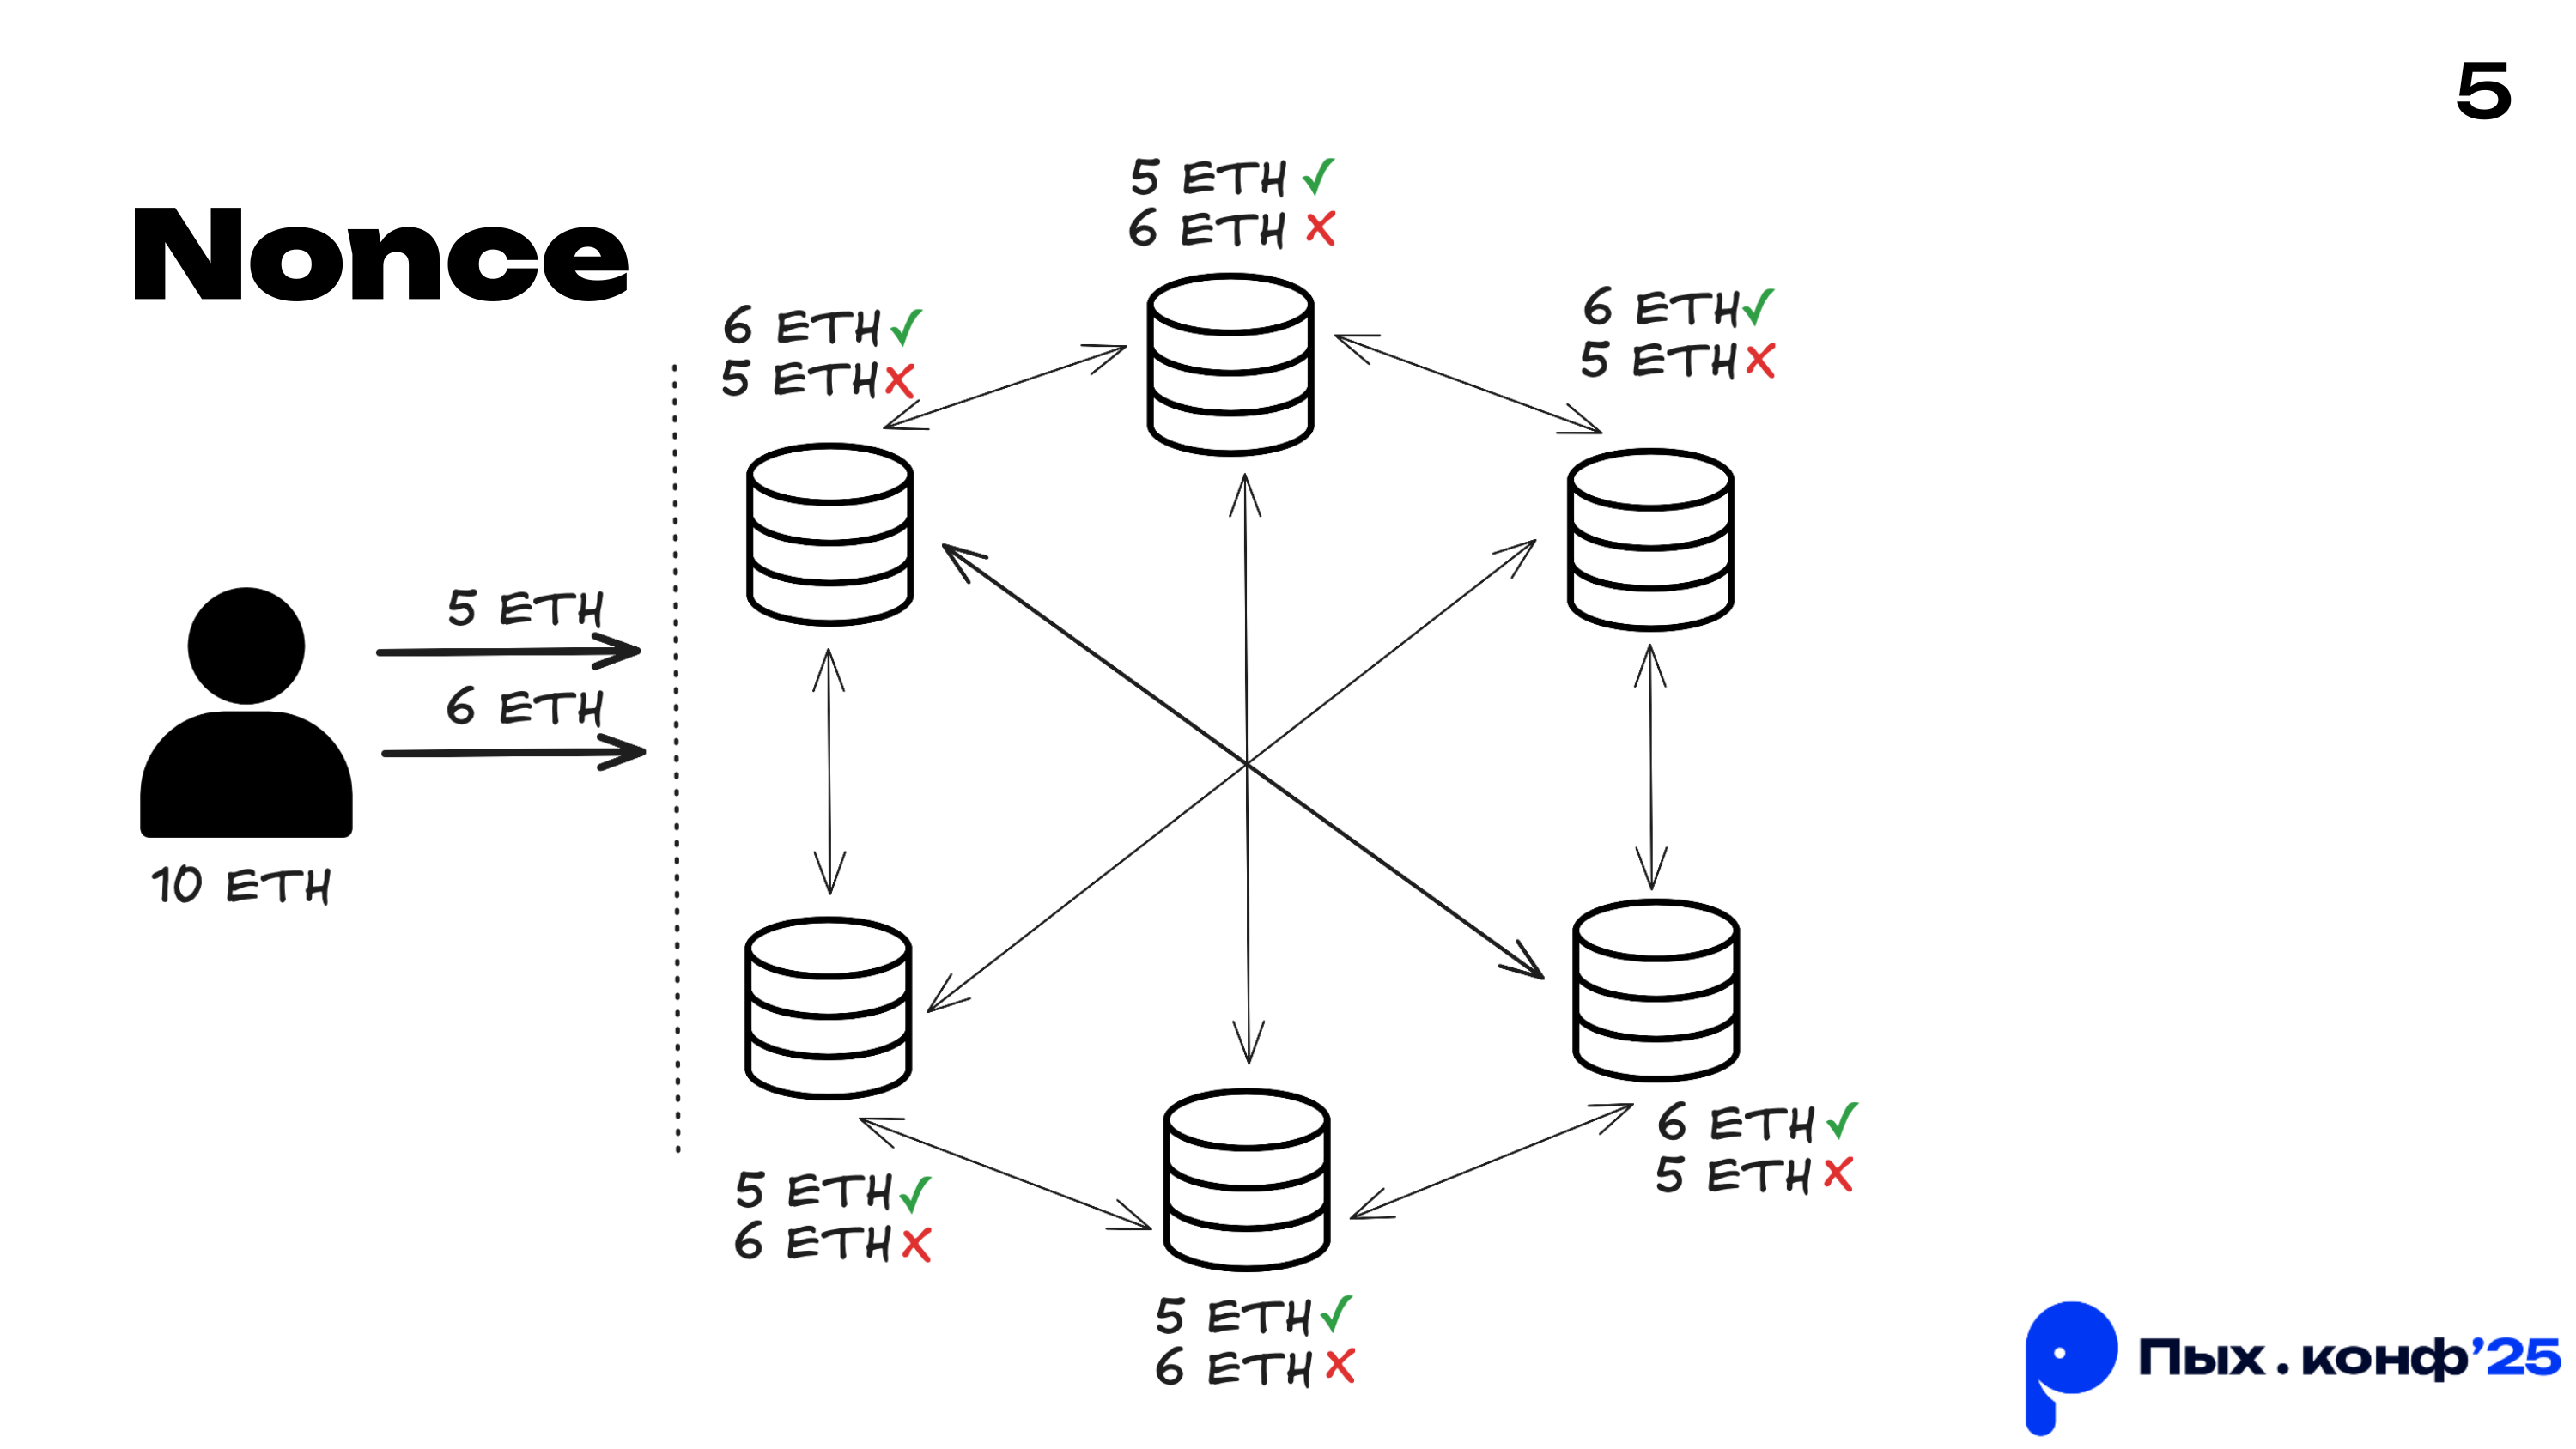 5
Nonce
5 ETH ✓
6 ETH ✗
6 ETH ✓
5 ETH ✗
6 ETH ✓
5 ETH ✗
5 ETH
6 ETH
10 ETH
5 ETH ✓
6 ETH ✗
5 ETH ✓
6 ETH ✗
6 ETH ✓
5 ETH ✗
Пых.конф'25